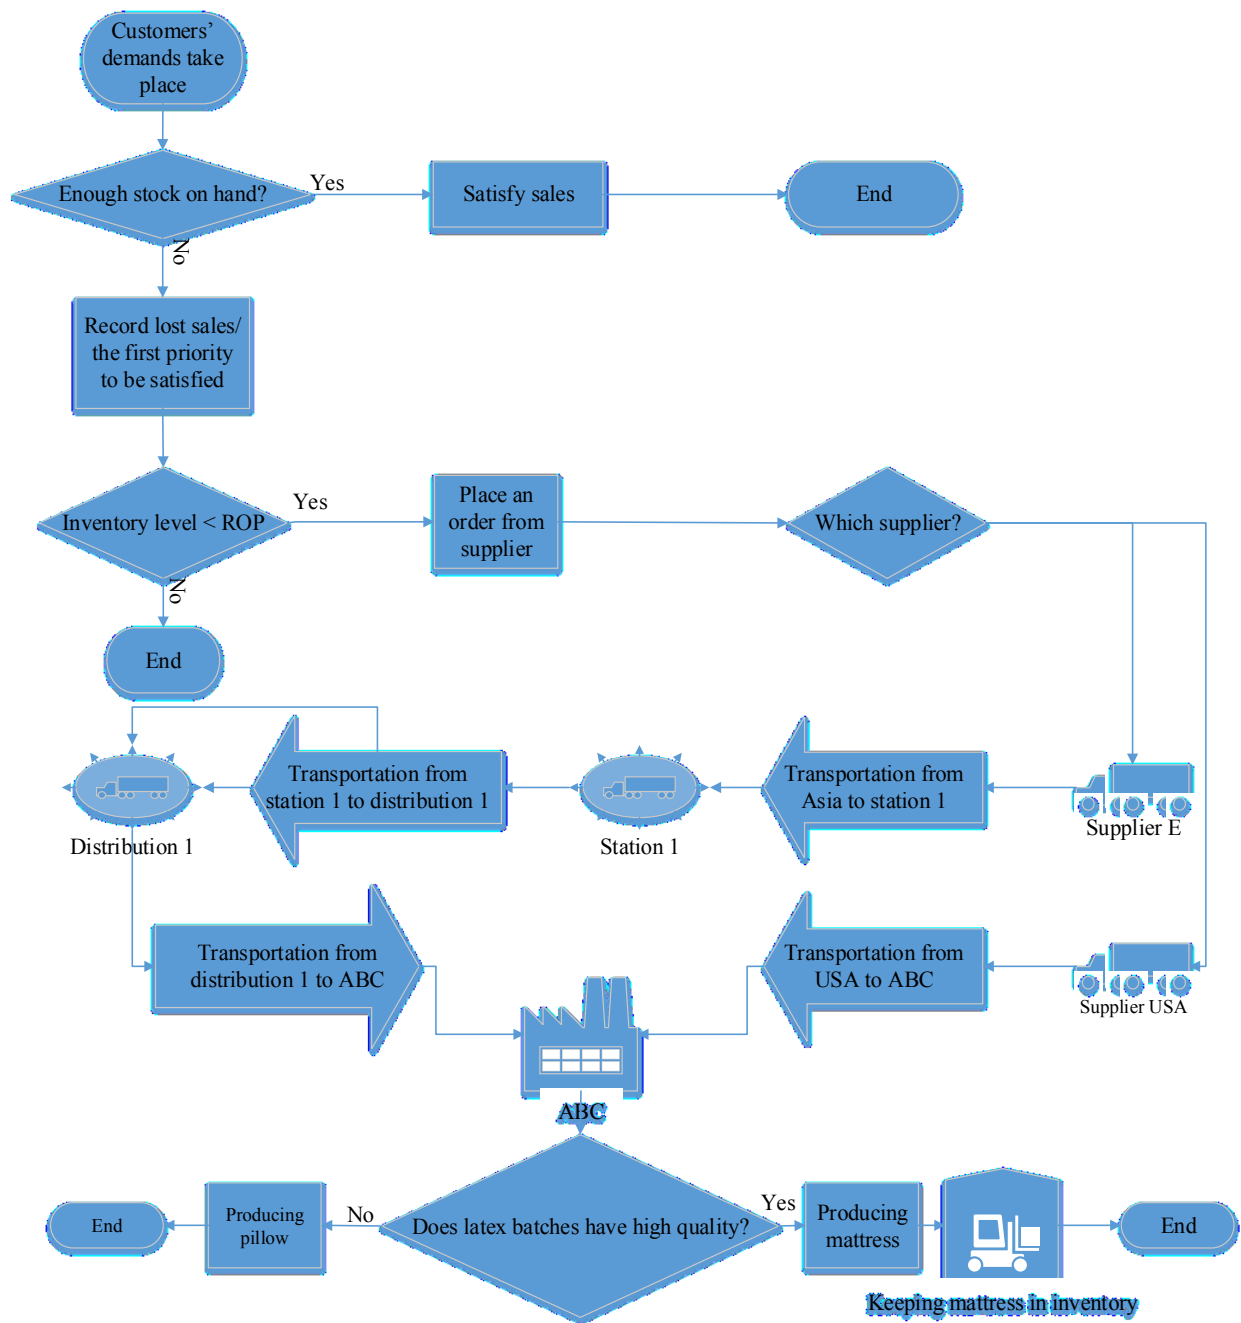 Customers’
demands take
place
Enough stock on hand?
Yes
Satisfy sales
End
No
Record lost sales/
the first priority
to be satisfied
Inventory level < ROP
Yes
Place an
order from
supplier
Which supplier?
No
End
Transportation from
station 1 to distribution 1
Transportation from
Asia to station 1
Distribution 1
Station 1
Supplier E
Transportation from
distribution 1 to ABC
Transportation from
USA to ABC
Supplier USA
ABC
End
Producing
pillow
No
Does latex batches have high quality?
Yes
Producing
mattress
End
Keeping mattress in inventory